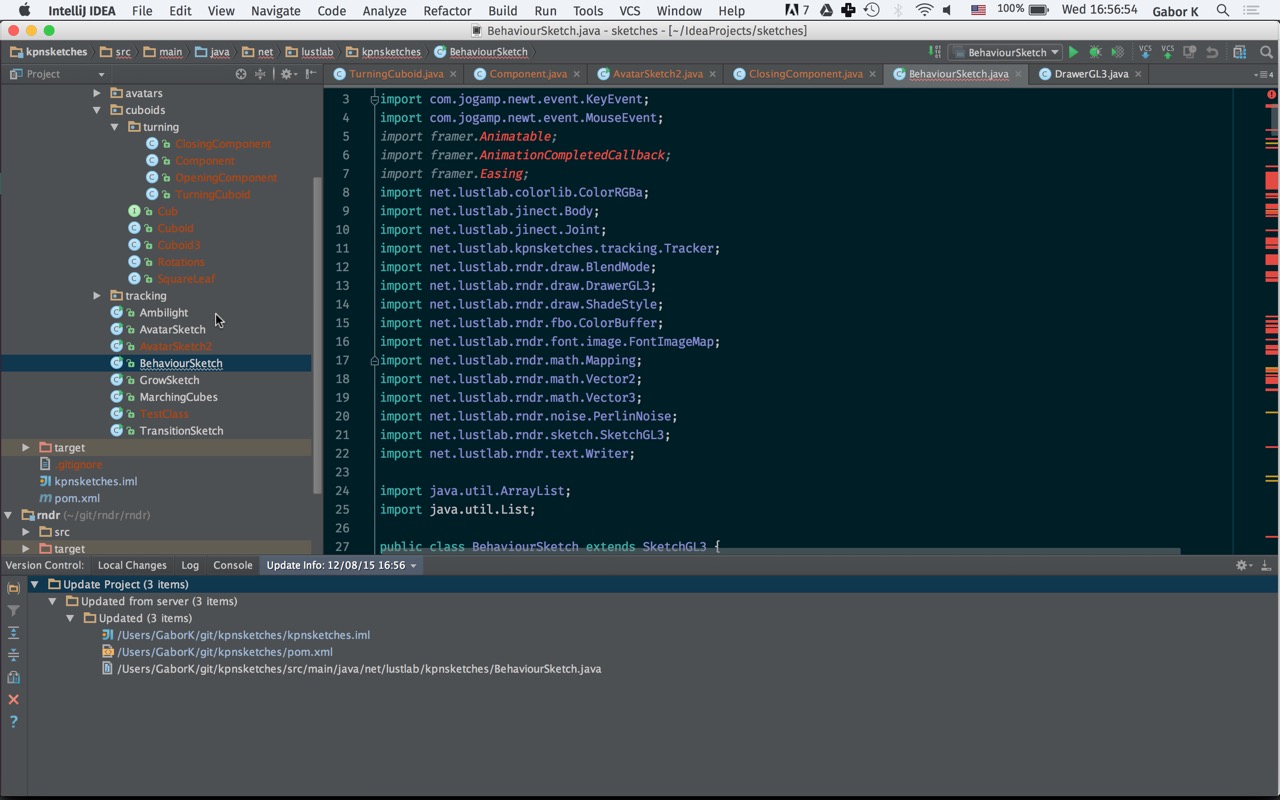 IntelliJ IDEA File Edit View Navigate Code Analyze Refactor Build Run Tools VCS Window Help 7 100% Wed 16:56:54 Gabor K
BehaviourSketch.java - sketches - [~/IdeaProjects/sketches]
kpnsketches src main java net lustlab kpnsketches BehaviourSketch BehaviourSketch VCS VCS
Project TurningCuboid.java Component.java AvatarSketch2.java ClosingComponent.java BehaviourSketch.java DrawerGL3.java 4
avatars
cuboids
turning
ClosingComponent
Component
OpeningComponent
TurningCuboid
Cub
Cuboid
Cuboid3
Rotations
SquareLeaf
tracking
Ambilight
AvatarSketch
AvatarSketch2
BehaviourSketch
GrowSketch
MarchingCubes
TestClass
TransitionSketch
target
.gitignore
kpnsketches.iml
pom.xml
rndr (~/git/rndr/rndr)
src
target
3 import com.jogamp.newt.event.KeyEvent;
4 import com.jogamp.newt.event.MouseEvent;
5 import framer.Animatable;
6 import framer.AnimationCompletedCallback;
7 import framer.Easing;
8 import net.lustlab.colorlib.ColorRGBa;
9 import net.lustlab.jinect.Body;
10 import net.lustlab.jinect.Joint;
11 import net.lustlab.kpnsketches.tracking.Tracker;
12 import net.lustlab.rndr.draw.BlendMode;
13 import net.lustlab.rndr.draw.DrawerGL3;
14 import net.lustlab.rndr.draw.ShadeStyle;
15 import net.lustlab.rndr.fbo.ColorBuffer;
16 import net.lustlab.rndr.font.image.FontImageMap;
17 import net.lustlab.rndr.math.Mapping;
18 import net.lustlab.rndr.math.Vector2;
19 import net.lustlab.rndr.math.Vector3;
20 import net.lustlab.rndr.noise.PerlinNoise;
21 import net.lustlab.rndr.sketch.SketchGL3;
22 import net.lustlab.rndr.text.Writer;
23
24 import java.util.ArrayList;
25 import java.util.List;
26
27 public class BehaviourSketch extends SketchGL3 {
Version Control: Local Changes Log Console Update Info: 12/08/15 16:56
Update Project (3 items)
Updated from server (3 items)
Updated (3 items)
/Users/GaborK/git/kpnsketches/kpnsketches.iml
/Users/GaborK/git/kpnsketches/pom.xml
/Users/GaborK/git/kpnsketches/src/main/java/net/lustlab/kpnsketches/BehaviourSketch.java